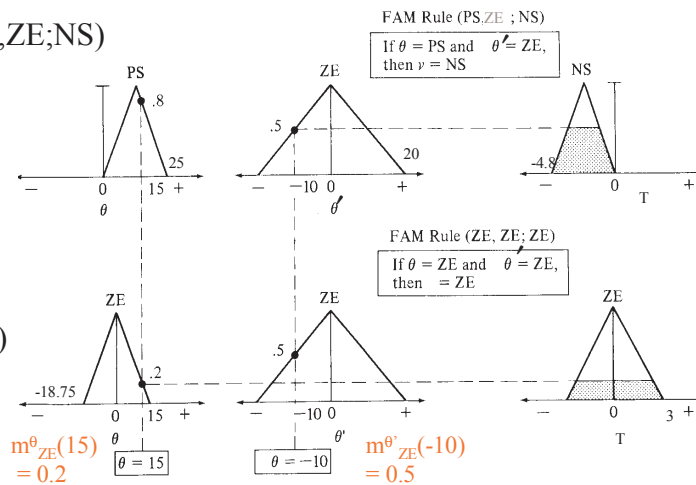 ,ZE;NS)
FAM Rule (PS,ZE ; NS)
If θ = PS and θ′ = ZE,
then ν = NS
PS
ZE
NS
.8
.5
25
20
-4.8
− 0 15 +
− −10 0 +
0 +
θ
θ′
T
FAM Rule (ZE, ZE; ZE)
If θ = ZE and θ′ = ZE,
then = ZE
)
ZE
ZE
ZE
.2
.5
-18.75
− 0 15 +
− −10 0 +
− 0 3 +
θ
θ'
T
mθZE(15)
= 0.2
θ = 15
θ = −10
mθ'ZE(-10)
= 0.5